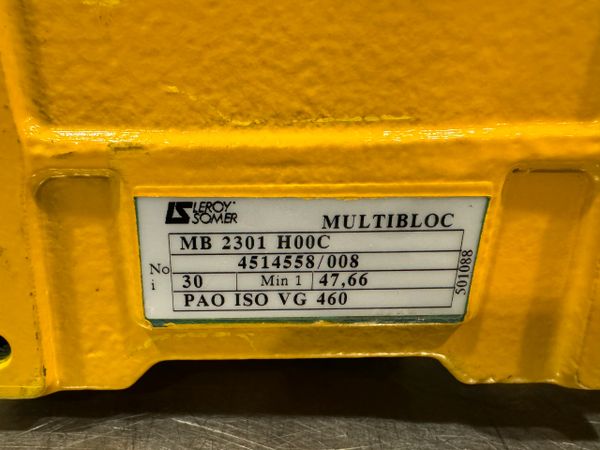 LEROY
SOMER
MULTIBLOC
MB 2301 H00C
No 4514558/008
i 30 Min 1 47,66
PAO ISO VG 460
501088